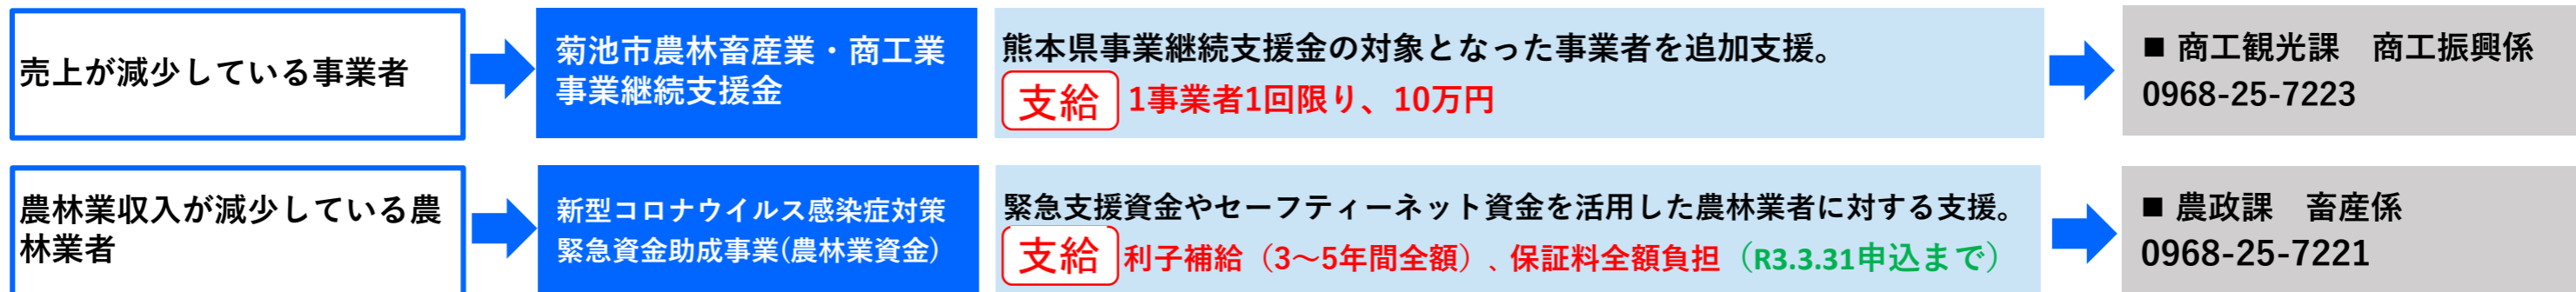 売上が減少している事業者
菊池市農林畜産業・商工業
事業継続支援金
熊本県事業継続支援金の対象となった事業者を追加支援。
支給 1事業者1回限り、10万円
■ 商工観光課　商工振興係
0968-25-7223
農林業収入が減少している農
林業者
新型コロナウイルス感染症対策
緊急資金助成事業(農林業資金)
緊急支援資金やセーフティーネット資金を活用した農林業者に対する支援。
支給 利子補給（3～5年間全額）、保証料全額負担（R3.3.31申込まで）
■ 農政課　畜産係
0968-25-7221